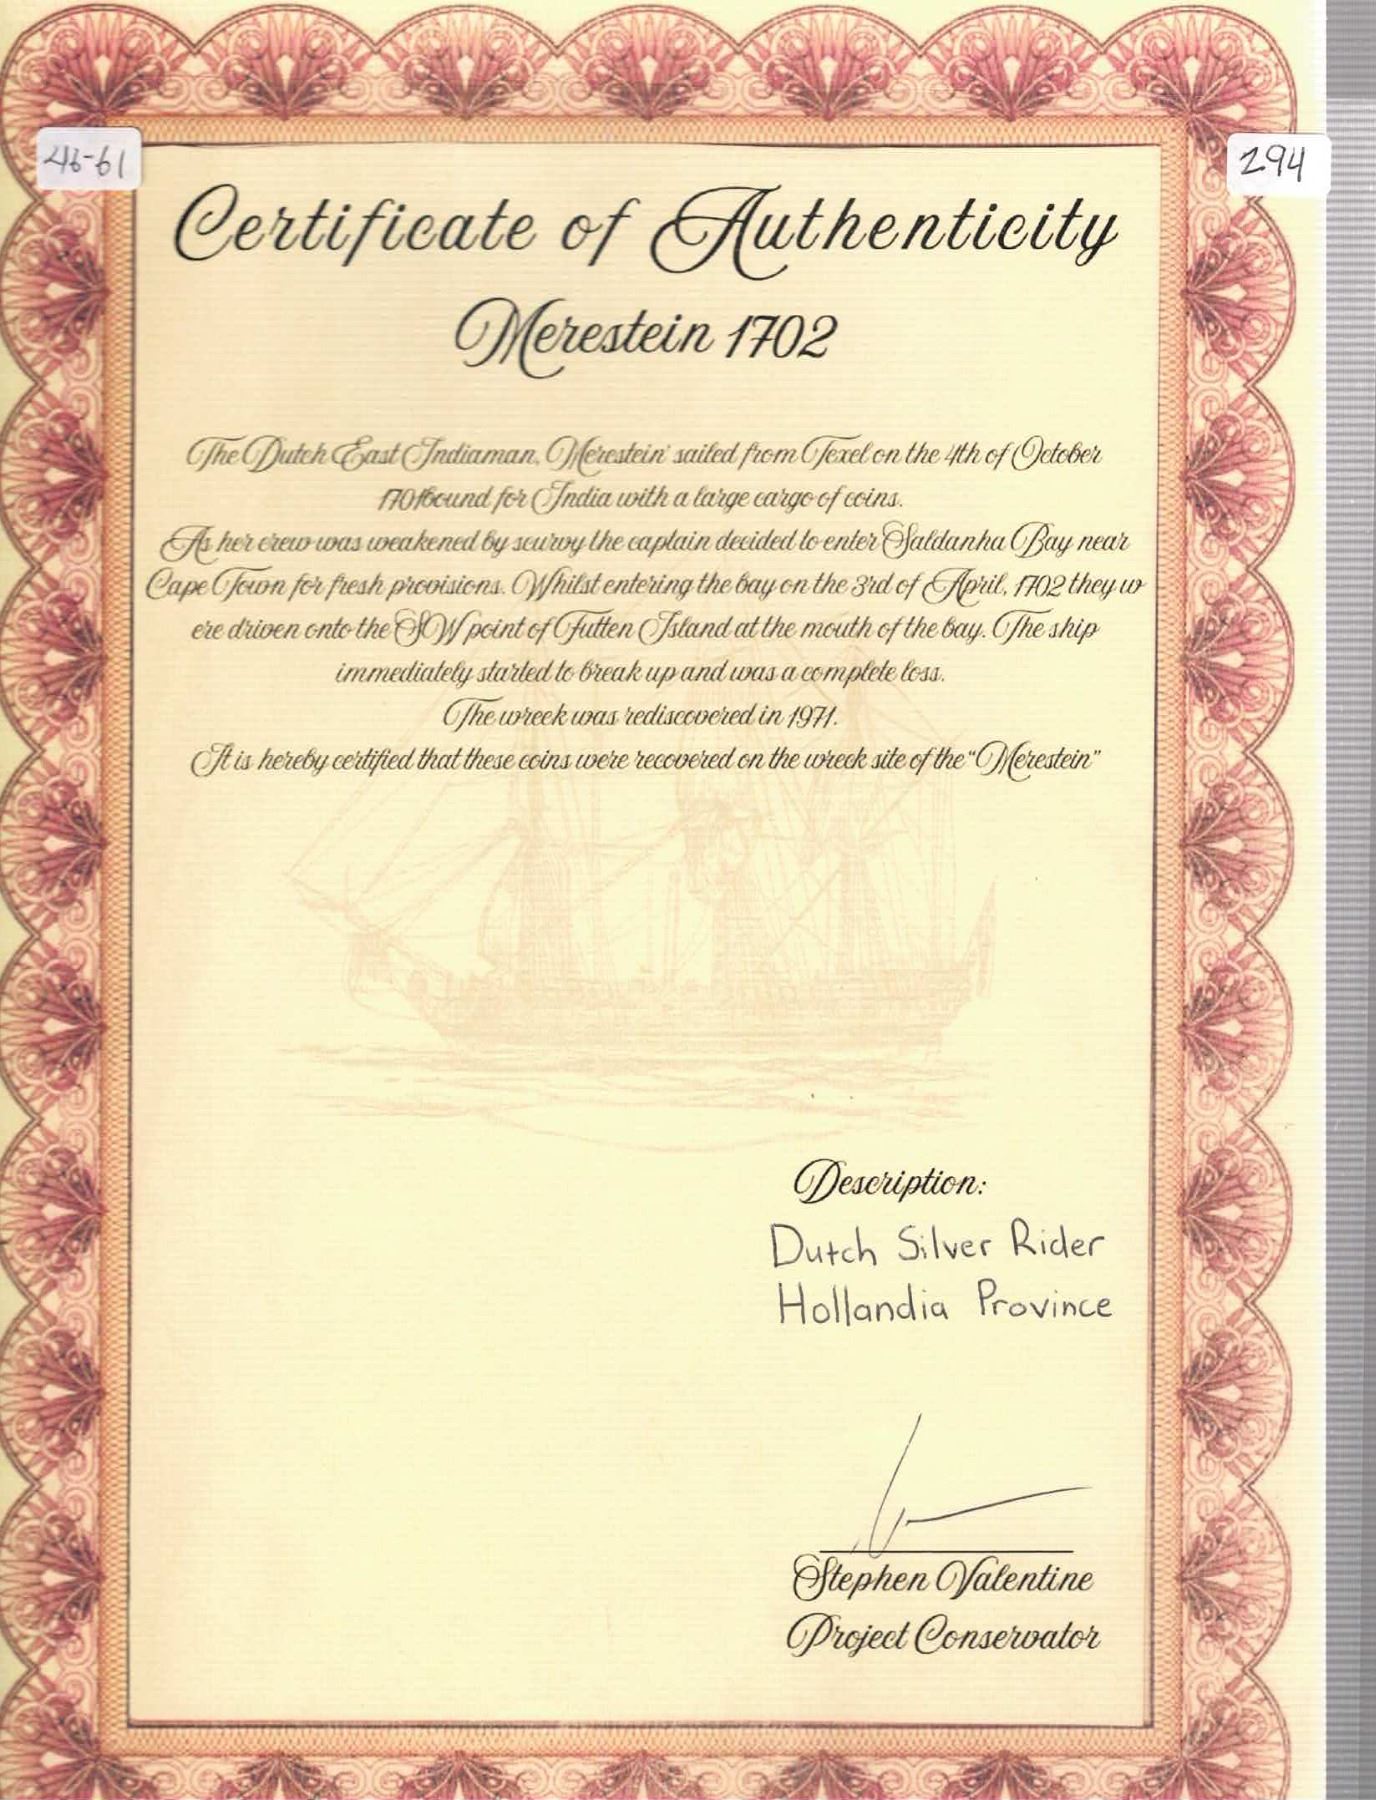 46-61
294
Certificate of Authenticity
Merestein 1702
The Dutch East Indiaman, Merestein' sailed from Texel on the 4th of October
1701bound for India with a large cargo of coins.
As her crew was weakened by scurvy the captain decided to enter Saldanha Bay near
Cape Town for fresh provisions. Whilst entering the bay on the 3rd of April, 1702 they w
ere driven onto the SW point of Jutten Island at the mouth of the bay. The ship
immediately started to break up and was a complete loss.
The wreek was rediscovered in 1971.
It is hereby certified that these coins were recovered on the wreck site of the "Merestein"
Description:
Dutch Silver Rider
Hollandia Province
Stephen Valentine
Project Conservator